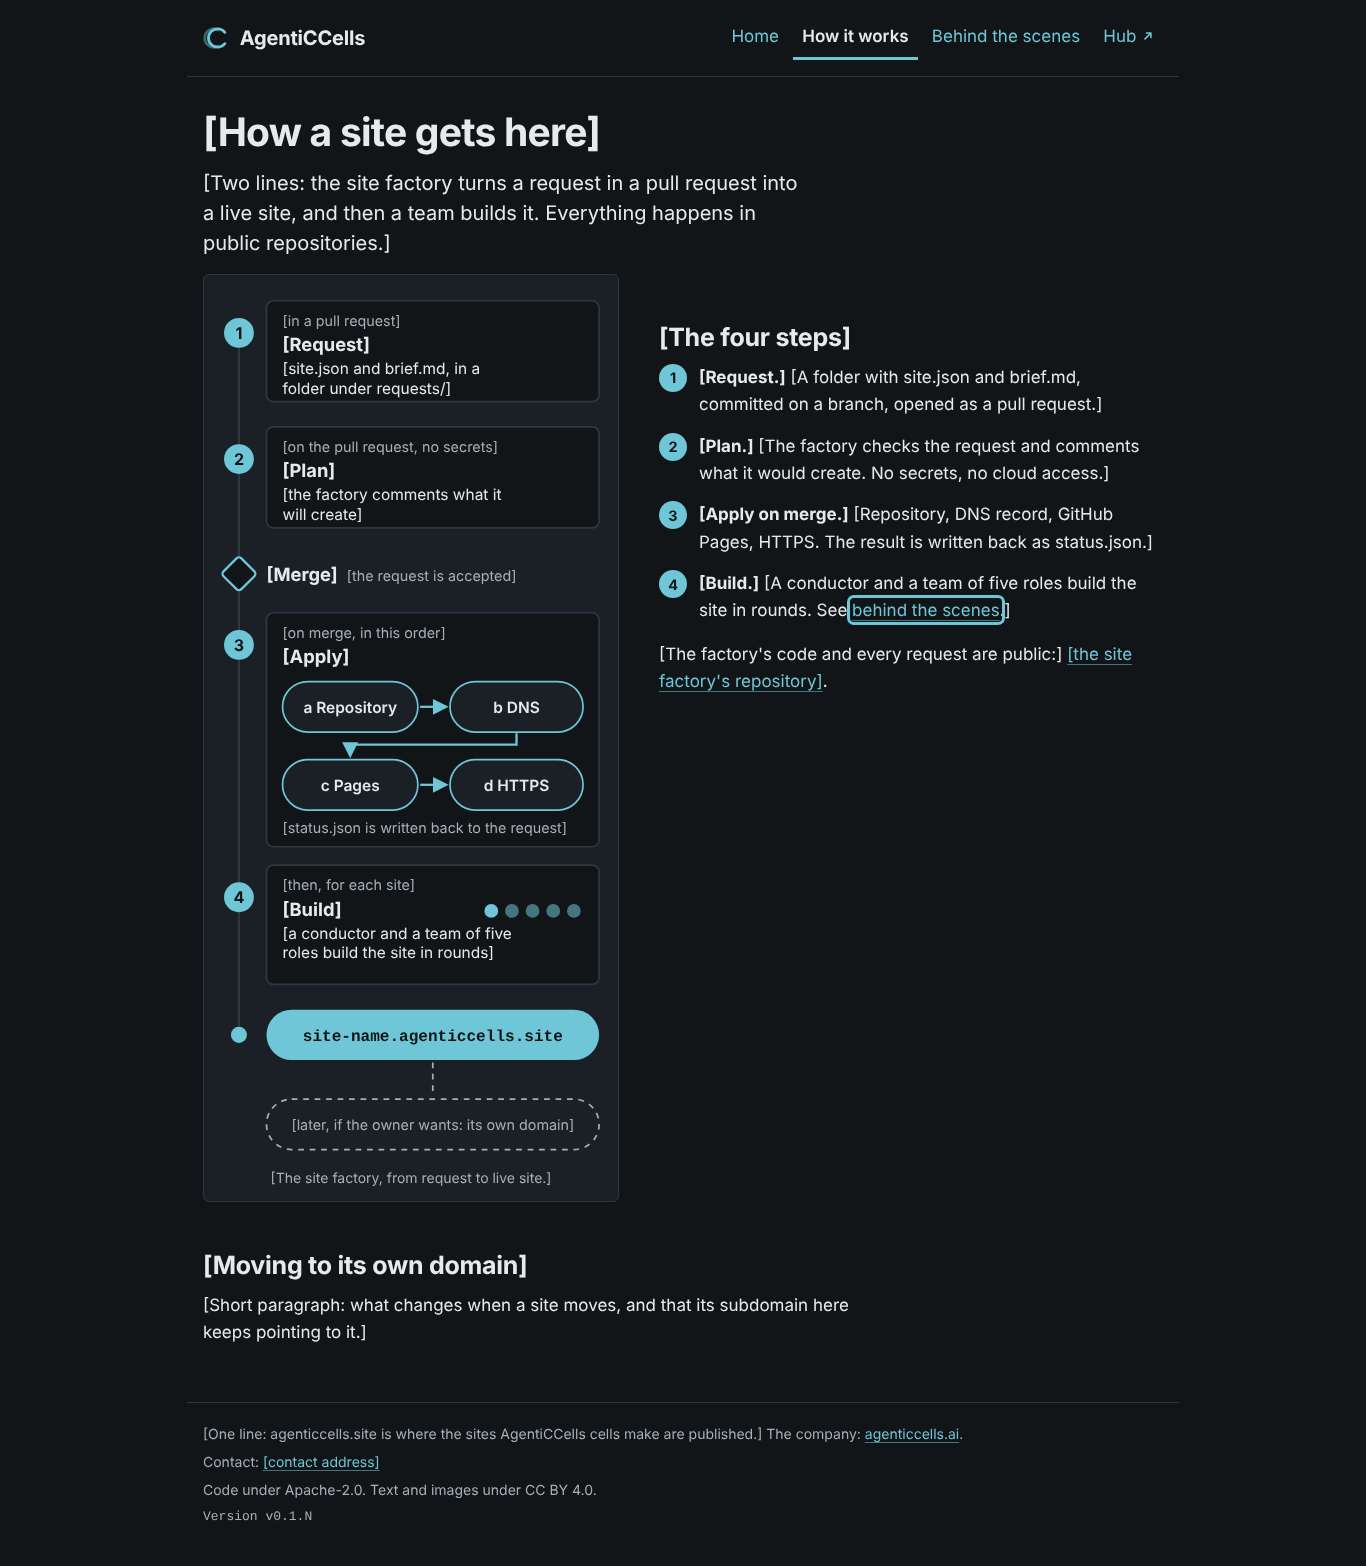 AgentiCCells
Home How it works Behind the scenes Hub ↗
[How a site gets here]
[Two lines: the site factory turns a request in a pull request into
a live site, and then a team builds it. Everything happens in
public repositories.]
1
[in a pull request]
[Request]
[site.json and brief.md, in a
folder under requests/]
2
[on the pull request, no secrets]
[Plan]
[the factory comments what it
will create]
[Merge] [the request is accepted]
3
[on merge, in this order]
[Apply]
a Repository
b DNS
c Pages
d HTTPS
[status.json is written back to the request]
4
[then, for each site]
[Build]
[a conductor and a team of five
roles build the site in rounds]
site-name.agenticcells.site
[later, if the owner wants: its own domain]
[The site factory, from request to live site.]
[The four steps]
1 [Request.] [A folder with site.json and brief.md,
committed on a branch, opened as a pull request.]
2 [Plan.] [The factory checks the request and comments
what it would create. No secrets, no cloud access.]
3 [Apply on merge.] [Repository, DNS record, GitHub
Pages, HTTPS. The result is written back as status.json.]
4 [Build.] [A conductor and a team of five roles build the
site in rounds. See behind the scenes.]
[The factory's code and every request are public:] [the site
factory's repository].
[Moving to its own domain]
[Short paragraph: what changes when a site moves, and that its subdomain here
keeps pointing to it.]
[One line: agenticcells.site is where the sites AgentiCCells cells make are published.] The company: agenticcells.ai.
Contact: [contact address]
Code under Apache-2.0. Text and images under CC BY 4.0.
Version v0.1.N